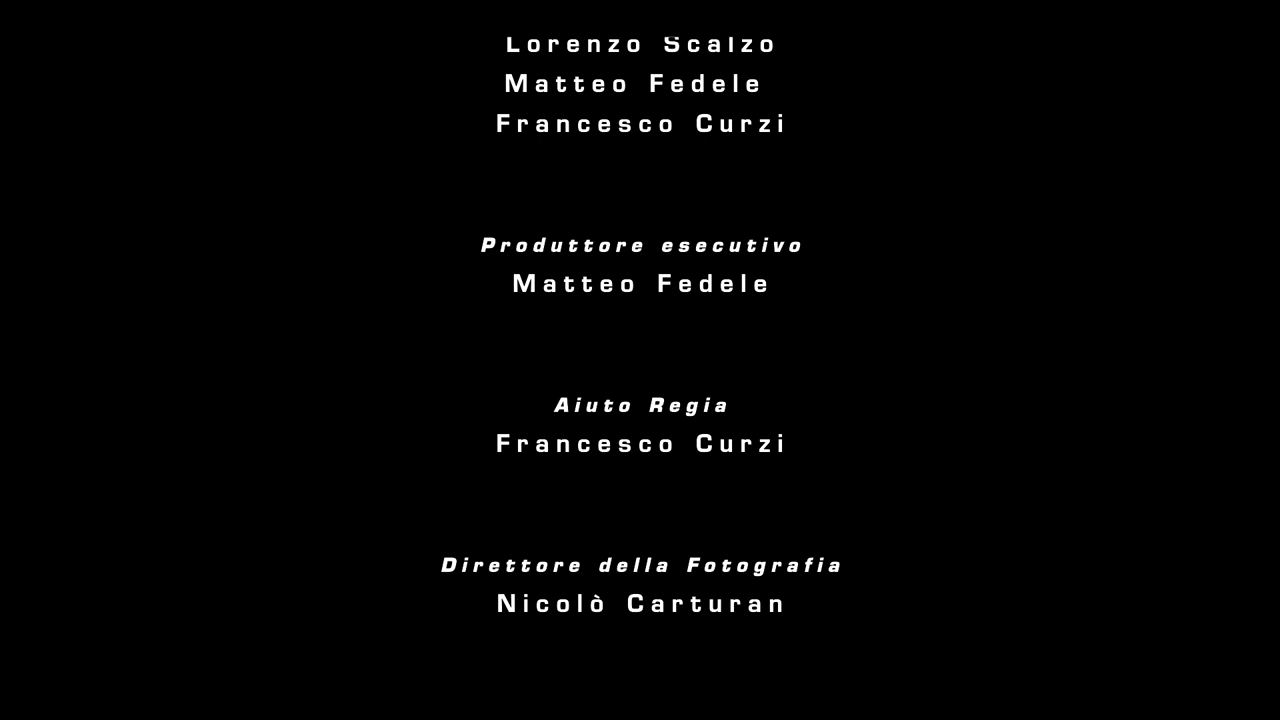 Lorenzo Scalzo
Matteo Fedele
Francesco Curzi
Produttore esecutivo
Matteo Fedele
Aiuto Regia
Francesco Curzi
Direttore della Fotografia
Nicolò Carturan